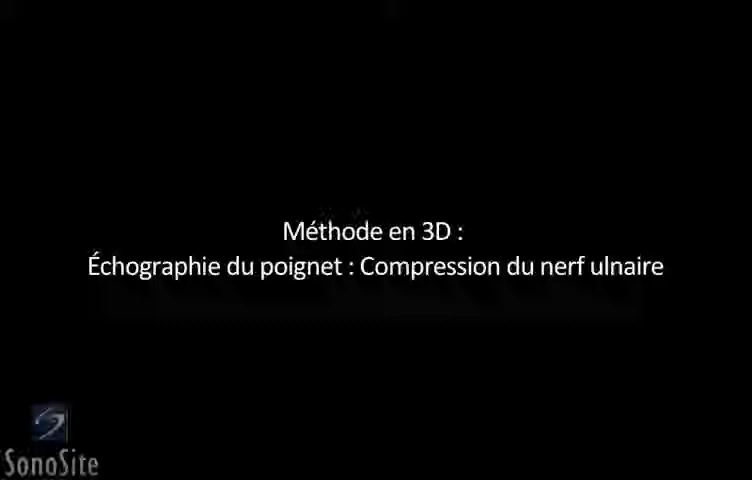 Méthode en 3D :
Échographie du poignet : Compression du nerf ulnaire
SonoSite